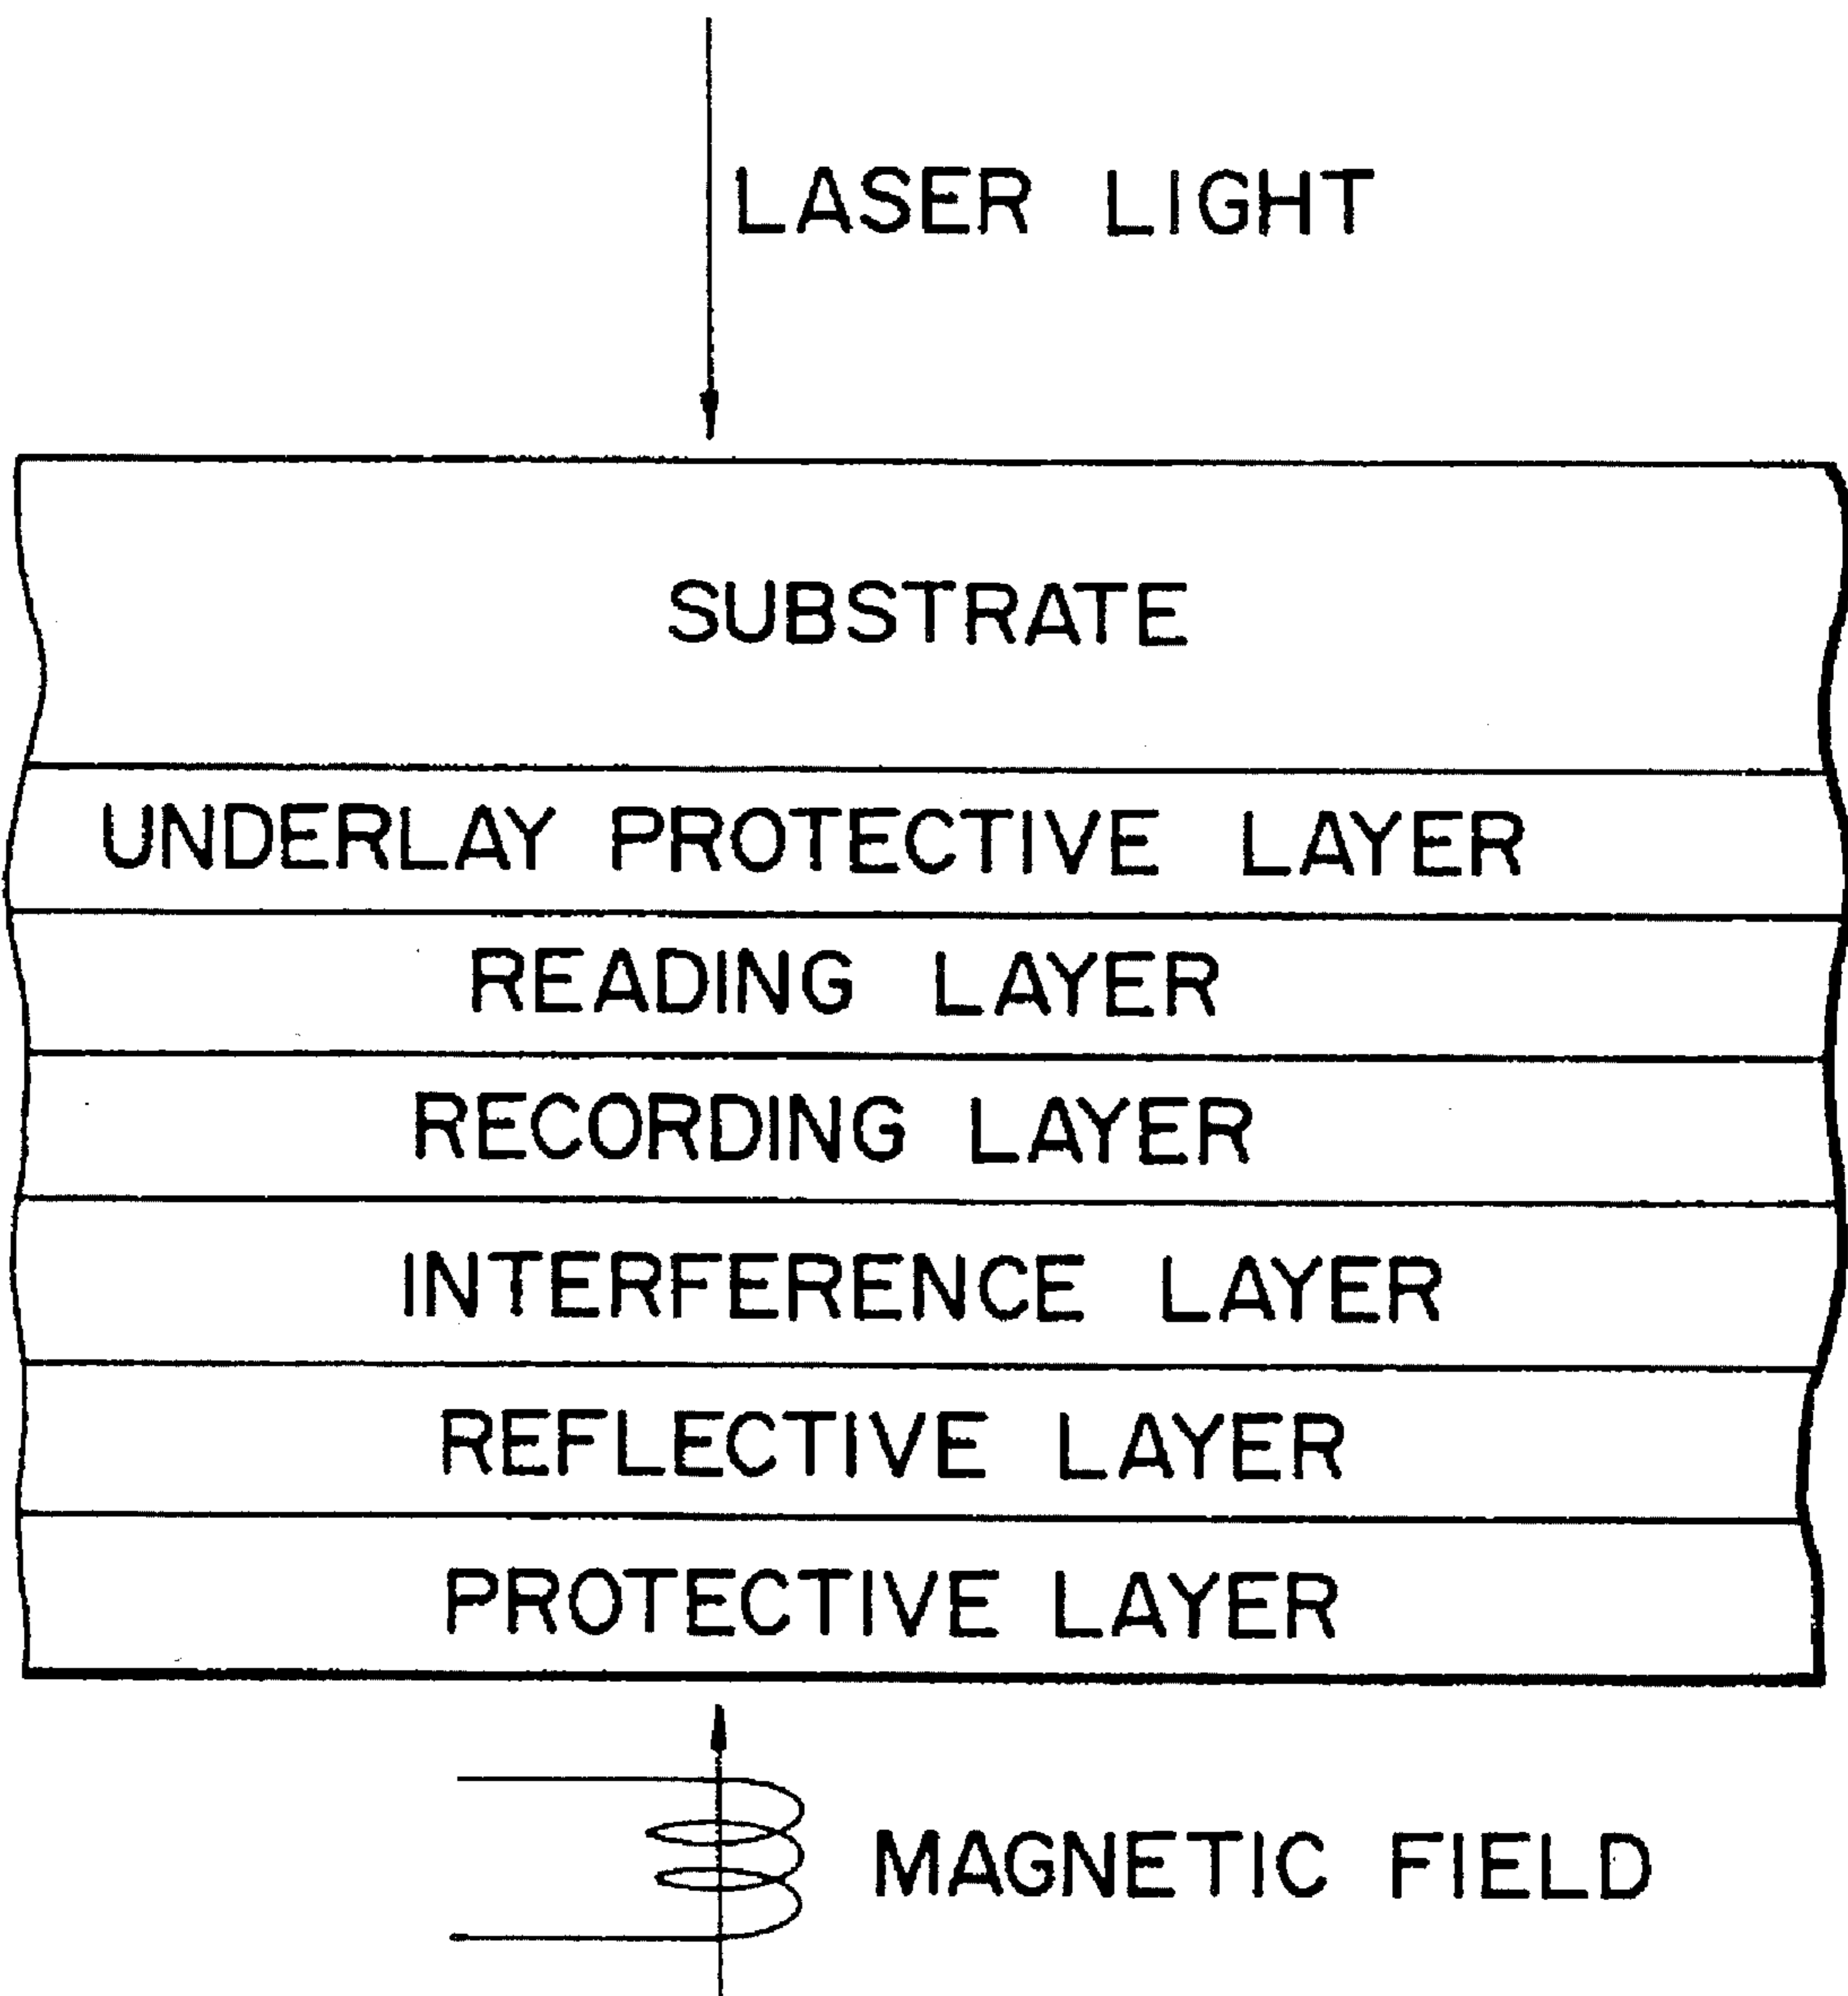 LASER LIGHT
SUBSTRATE
UNDERLAY PROTECTIVE LAYER
READING LAYER
RECORDING LAYER
INTERFERENCE LAYER
REFLECTIVE LAYER
PROTECTIVE LAYER
MAGNETIC FIELD